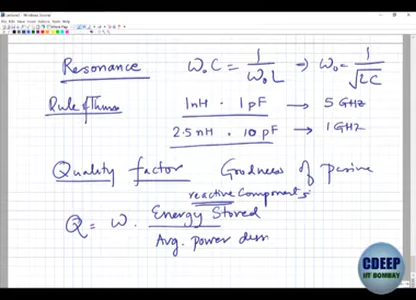 Resonance ω₀C = 1/ω₀L → ω₀ = 1/√LC
Rule of Thumb 1nH · 1pF → 5 GHz
2.5nH · 10pF → 1GHz
Quality factor Goodness of passive
reactive Components
Q = ω · Energy Stored / Avg. power diss
CDEEP
IIT BOMBAY